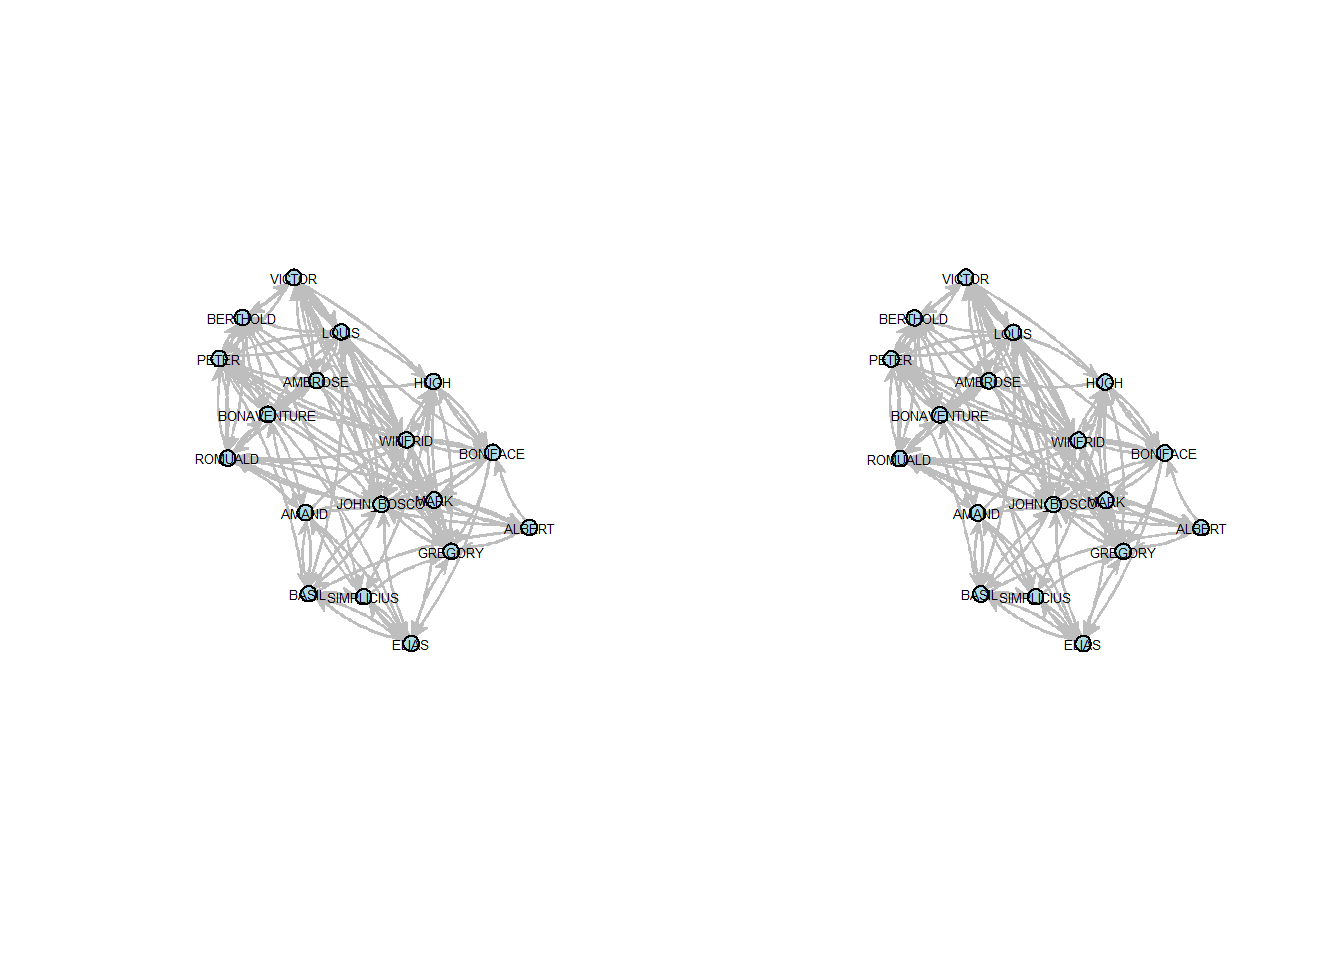 VICTOR
BERTHOLD
LOUIS
PETER
AMBROSE
HUGH
BONAVENTURE
WINFRID
BONIFACE
ROMUALD
JOHN_BOSCO
MARK
AMAND
ALBERT
GREGORY
BASIL
SIMPLICIUS
ELIAS
VICTOR
BERTHOLD
LOUIS
PETER
AMBROSE
HUGH
BONAVENTURE
WINFRID
BONIFACE
ROMUALD
JOHN_BOSCO
MARK
AMAND
ALBERT
GREGORY
BASIL
SIMPLICIUS
ELIAS